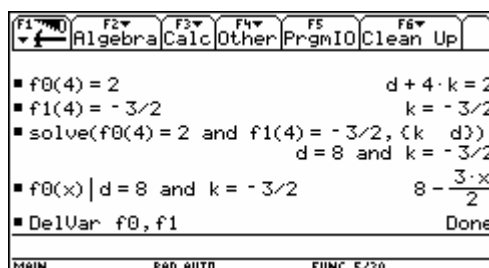 F1 F2 Algebra F3 Calc F4 Other F5 PrgmIO F6 Clean Up
▪ f0(4) = 2 d + 4·k = 2
▪ f1(4) = -3/2 k = -3/2
▪ solve(f0(4) = 2 and f1(4) = -3/2, {k d})
d = 8 and k = -3/2
▪ f0(x) | d = 8 and k = -3/2 8 - 3·x/2
▪ DelVar f0, f1 Done
MAIN RAD AUTO FUNC 5/30